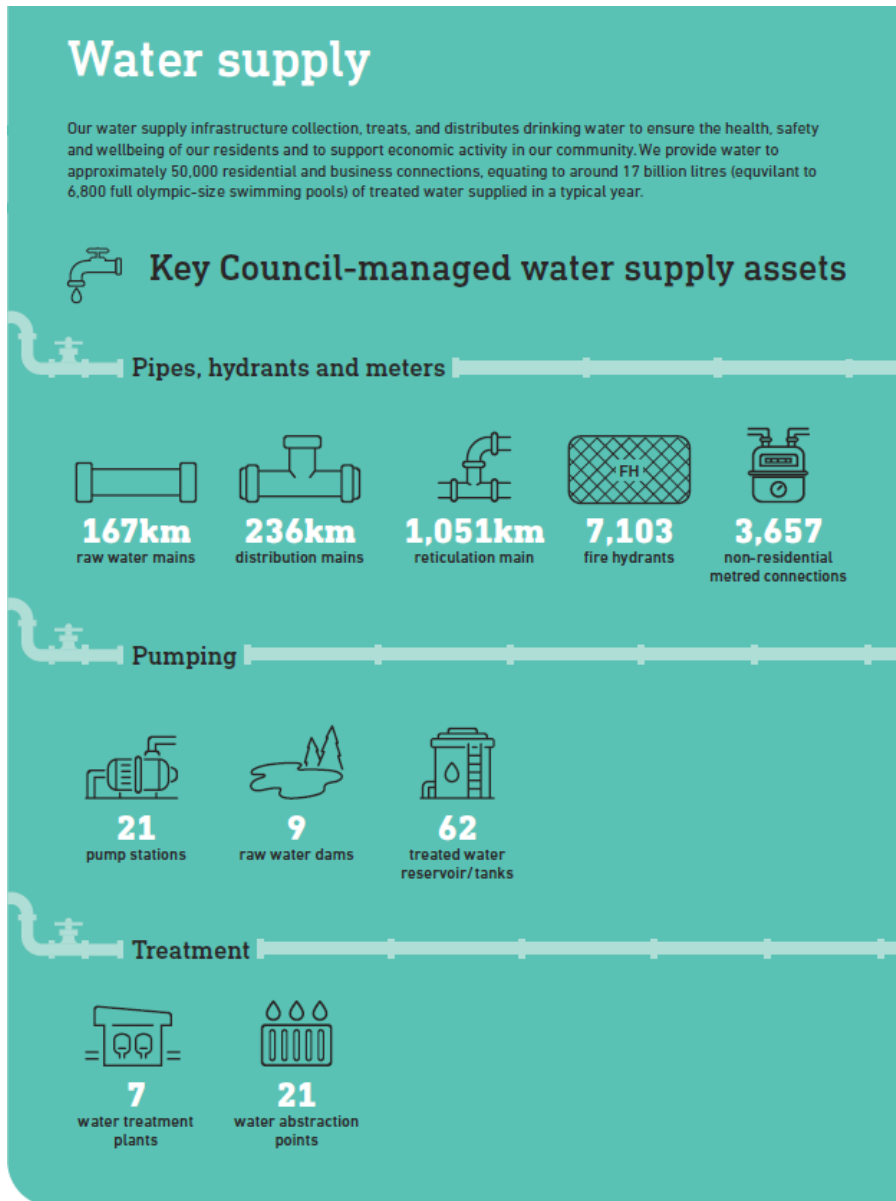 Water supply
Our water supply infrastructure collection, treats, and distributes drinking water to ensure the health, safety
and wellbeing of our residents and to support economic activity in our community. We provide water to
approximately 50,000 residential and business connections, equating to around 17 billion litres (equvilant to
6,800 full olympic-size swimming pools) of treated water supplied in a typical year.
Key Council-managed water supply assets
Pipes, hydrants and meters
167km
raw water mains
236km
distribution mains
1,051km
reticulation main
FH
7,103
fire hydrants
3,657
non-residential
metred connections
Pumping
21
pump stations
9
raw water dams
62
treated water
reservoir/tanks
Treatment
7
water treatment
plants
21
water abstraction
points